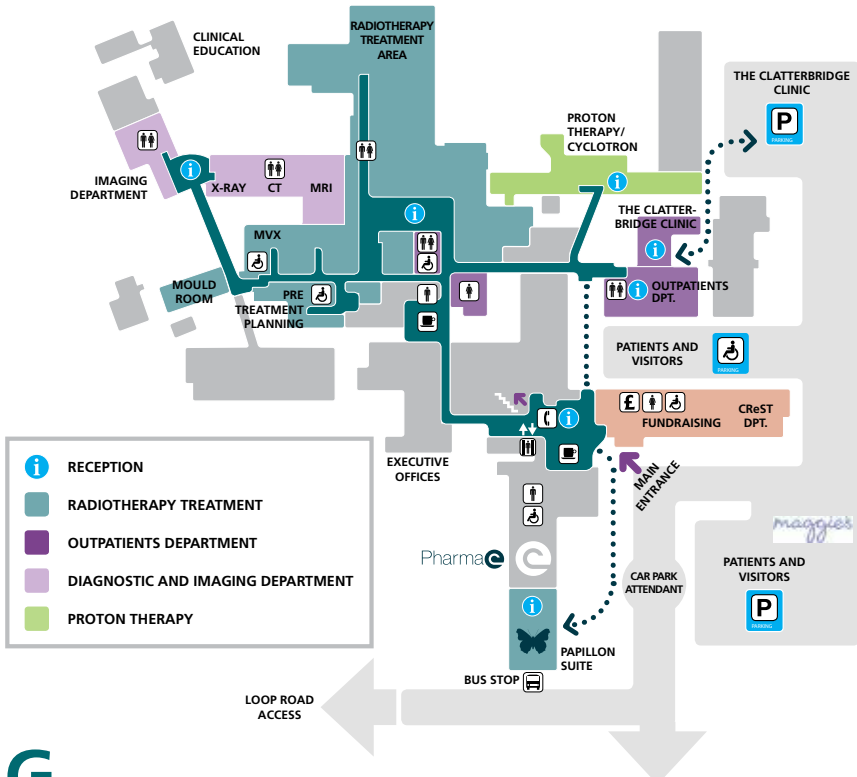 CLINICAL
EDUCATION
RADIOTHERAPY
TREATMENT
AREA
THE CLATTERBRIDGE
CLINIC
P
PARKING
PROTON
THERAPY/
CYCLOTRON
i
IMAGING
DEPARTMENT
i
X-RAY
CT
MRI
i
THE CLATTER-
BRIDGE CLINIC
i
MVX
MOULD
ROOM
PRE
TREATMENT
PLANNING
i
OUTPATIENTS
DPT.
PATIENTS AND
VISITORS
PARKING
£
FUNDRAISING
CReST
DPT.
i
EXECUTIVE
OFFICES
MAIN
ENTRANCE
i RECEPTION
RADIOTHERAPY TREATMENT
OUTPATIENTS DEPARTMENT
DIAGNOSTIC AND IMAGING DEPARTMENT
PROTON THERAPY
maggie's
PATIENTS AND
VISITORS
P
PARKING
Pharmac
CAR PARK
ATTENDANT
i
PAPILLON
SUITE
BUS STOP
LOOP ROAD
ACCESS
G